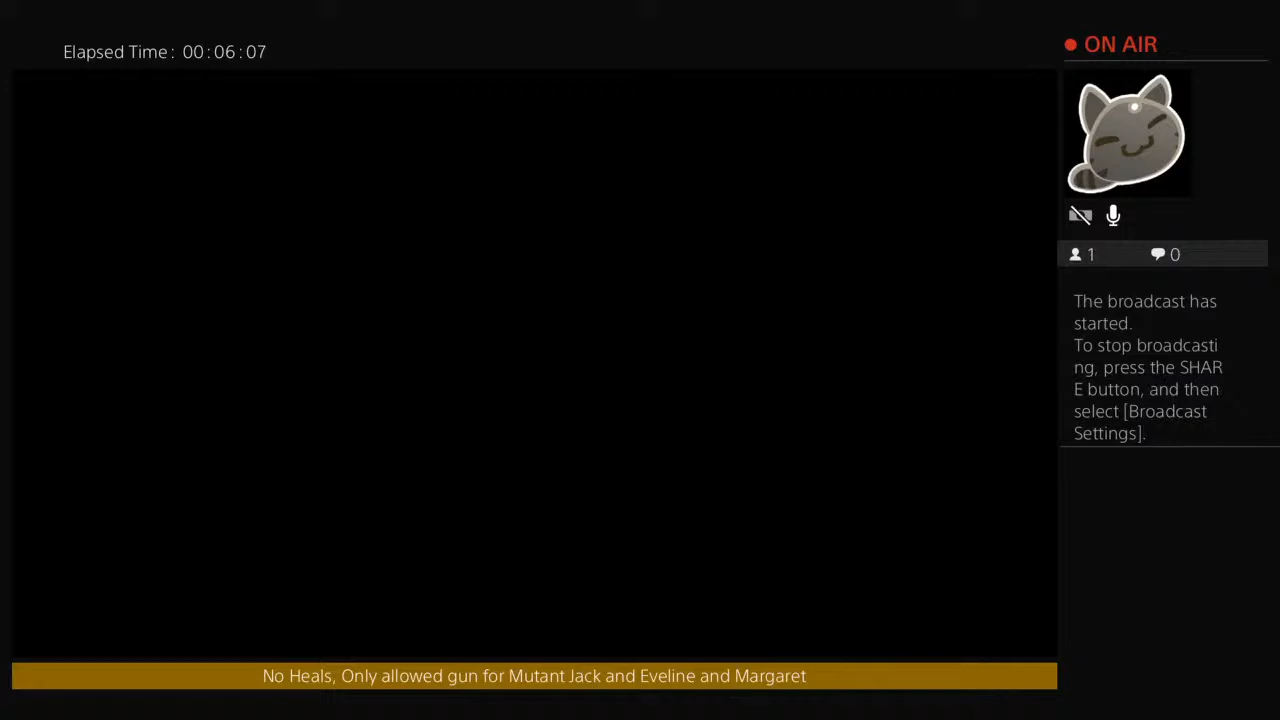 Elapsed Time: 00:06:07
ON AIR
1
0
The broadcast has
started.
To stop broadcasti
ng, press the SHAR
E button, and then
select [Broadcast
Settings].
No Heals, Only allowed gun for Mutant Jack and Eveline and Margaret